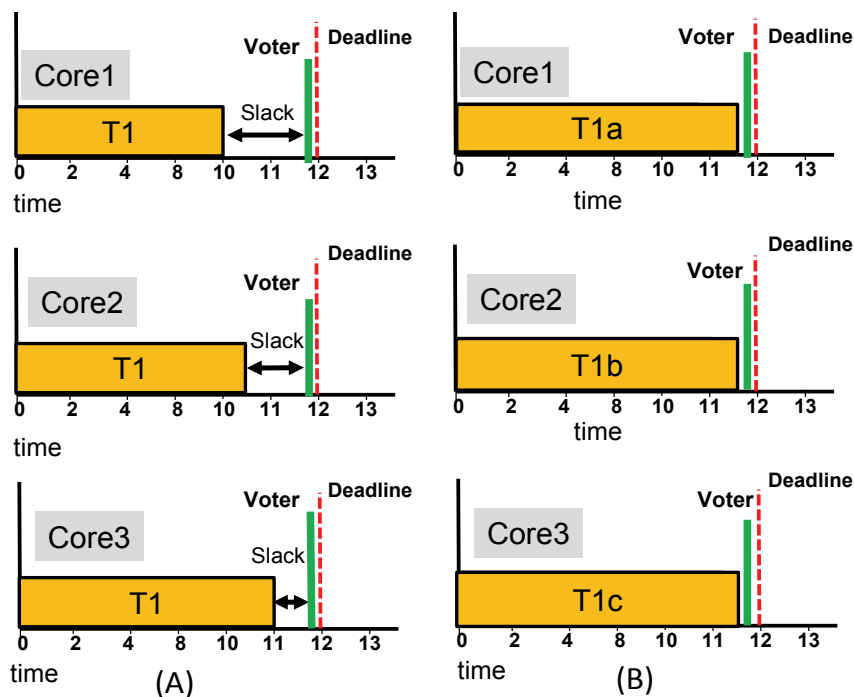 Voter Deadline
Core1
Slack
T1
0 2 4 8 10 11 12 13
time
Voter Deadline
Core2
Slack
T1
0 2 4 8 10 11 12 13
time
Voter Deadline
Core3
Slack
T1
0 2 4 8 10 11 12 13
time
(A)
Voter Deadline
Core1
T1a
0 2 4 8 10 11 12 13
time
Deadline
Voter
Core2
T1b
0 2 4 8 10 11 12 13
time
Deadline
Voter
Core3
T1c
0 2 4 8 10 11 12 13
time
(B)